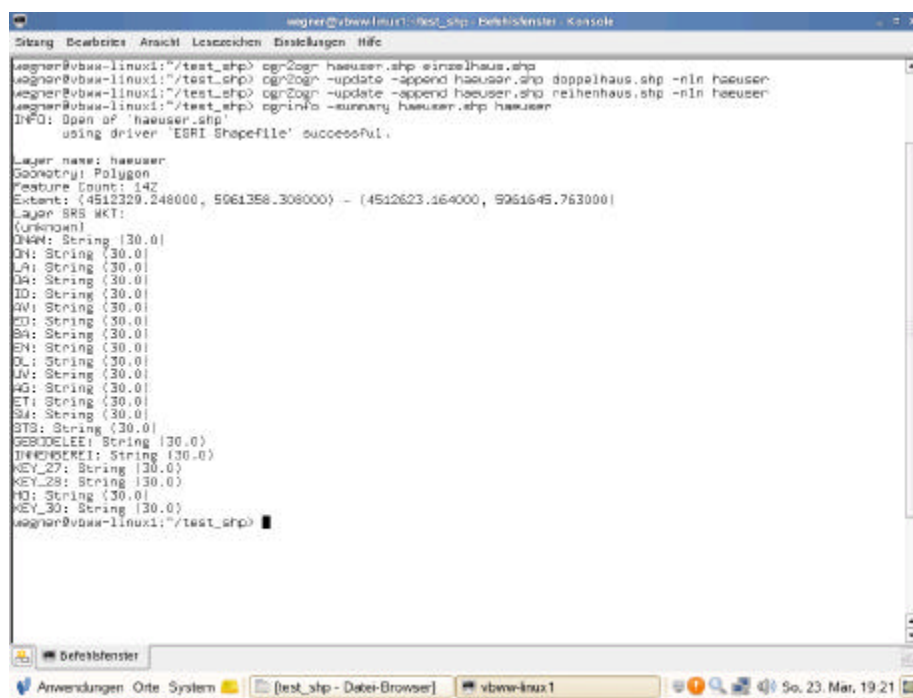 wegner@vbww-linux1:~/test_shp - Befehlsfenster - Konsole
Sitzung Bearbeiten Ansicht Lesezeichen Einstellungen Hilfe
wegner@vbww-linux1:~/test_shp> ogr2ogr haeuser.shp einzelhaus.shp
wegner@vbww-linux1:~/test_shp> ogr2ogr -update -append haeuser.shp doppelhaus.shp -nln haeuser
wegner@vbww-linux1:~/test_shp> ogr2ogr -update -append haeuser.shp reihenhaus.shp -nln haeuser
wegner@vbww-linux1:~/test_shp> ogrinfo -summary haeuser.shp haeuser
INFO: Open of `haeuser.shp'
using driver `ESRI Shapefile' successful.
Layer name: haeuser
Geometry: Polygon
Feature Count: 142
Extent: (4512329.248000, 5961358.308000) - (4512623.164000, 5961645.763000)
Layer SRS WKT:
(unknown)
ONAM: String (30.0)
ON: String (30.0)
LA: String (30.0)
OA: String (30.0)
ID: String (30.0)
AV: String (30.0)
ED: String (30.0)
BA: String (30.0)
EN: String (30.0)
OL: String (30.0)
UV: String (30.0)
AG: String (30.0)
ET: String (30.0)
SW: String (30.0)
STS: String (30.0)
String (30.0)
INNENBEREI: String (30.0)
KEY_27: String (30.0)
KEY_28: String (30.0)
MO: String (30.0)
KEY_30: String (30.0)
wegner@vbww-linux1:~/test_shp>
Befehlsfenster
Anwendungen Orte System
[test_shp - Datei-Browser]
vbww-linux1
So. 23. Mär, 19:21